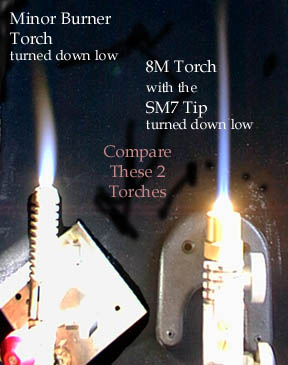 Minor Burner
Torch
turned down low
8M Torch
with the
SM7 Tip
turned down low
Compare
These 2
Torches